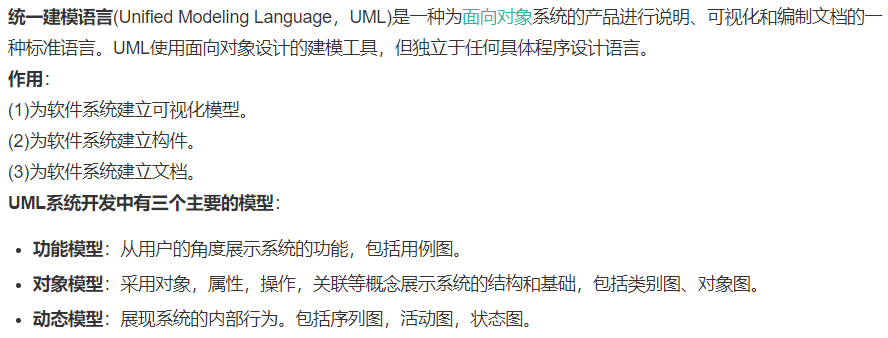 统一建模语言(Unified Modeling Language，UML)是一种为面向对象系统的产品进行说明、可视化和编制文档的一
种标准语言。UML使用面向对象设计的建模工具，但独立于任何具体程序设计语言。
作用：
(1)为软件系统建立可视化模型。
(2)为软件系统建立构件。
(3)为软件系统建立文档。
UML系统开发中有三个主要的模型：
• 功能模型：从用户的角度展示系统的功能，包括用例图。
• 对象模型：采用对象，属性，操作，关联等概念展示系统的结构和基础，包括类别图、对象图。
• 动态模型：展现系统的内部行为。包括序列图，活动图，状态图。